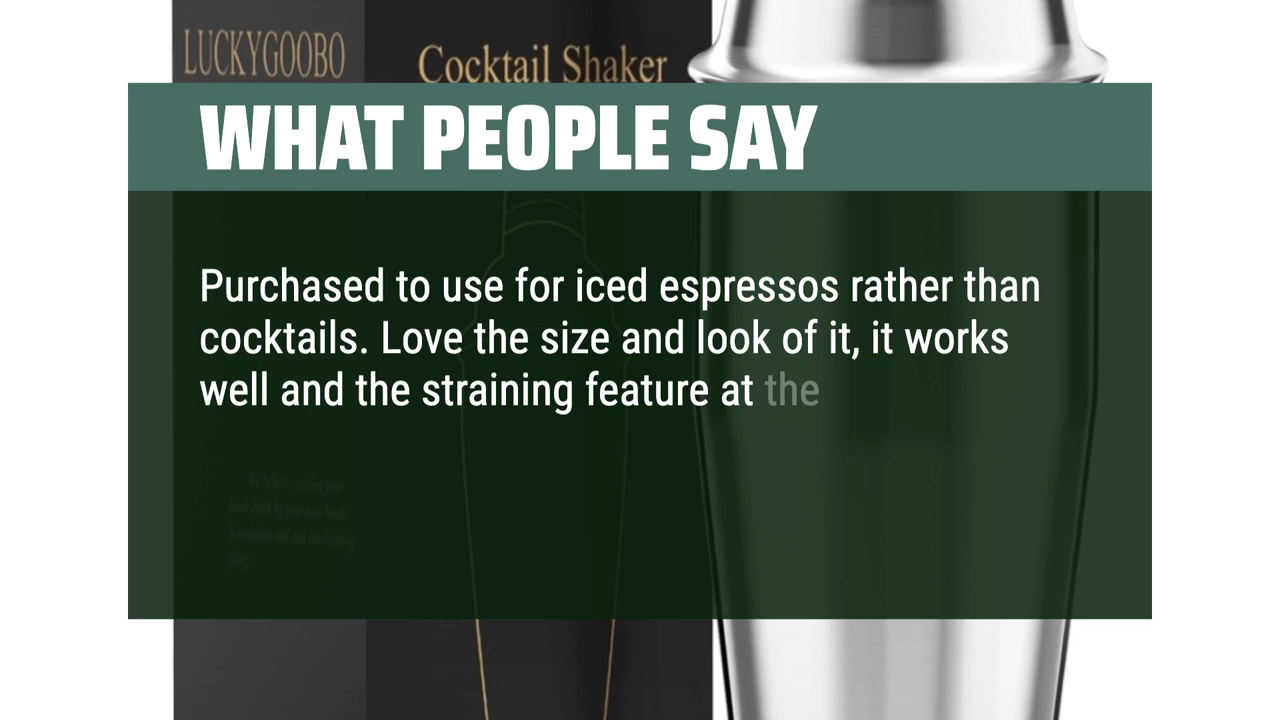 LUCKYGOOBO
Cocktail Shaker
WHAT PEOPLE SAY
Purchased to use for iced espressos rather than
cocktails. Love the size and look of it, it works
well and the straining feature at the